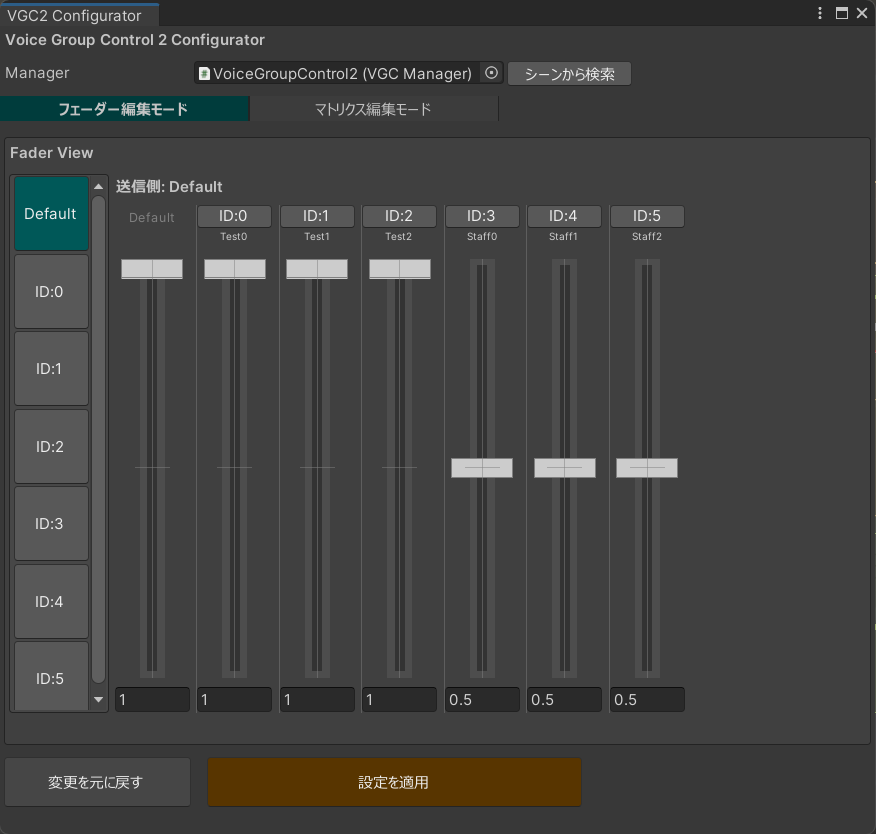 VGC2 Configurator
Voice Group Control 2 Configurator
Manager
VoiceGroupControl2 (VGC Manager)
シーンから検索
フェーダー編集モード
マトリクス編集モード
Fader View
Default
ID:0
ID:1
ID:2
ID:3
ID:4
ID:5
送信側: Default
Default
ID:0
ID:1
ID:2
ID:3
ID:4
ID:5
Test0
Test1
Test2
Staff0
Staff1
Staff2
1
1
1
1
0.5
0.5
0.5
変更を元に戻す
設定を適用